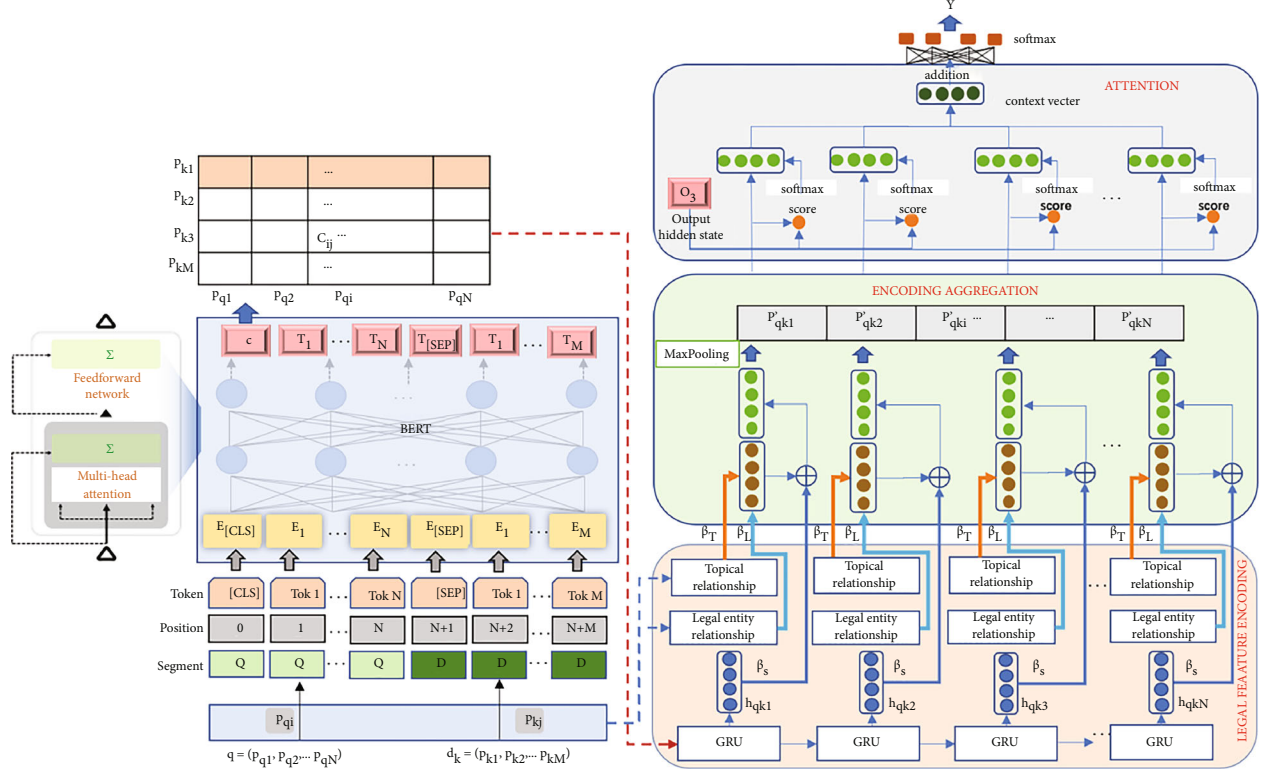 Y
softmax
addition
ATTENTION
context vecter
O3
Output
hidden state
softmax
score
softmax
score
softmax
score
...
softmax
score
Pk1
...
Pk2
...
Pk3
Cij ...
PkM
...
Pq1
Pq2
Pqi
PqN
Σ
Feedforward
network
Σ
Multi-head
attention
c
T1
...
TN
T[SEP]
T1
...
TM
...
BERT
...
E[CLS]
E1
...
EN
E[SEP]
E1
...
EM
Token
[CLS]
Tok 1
...
Tok N
[SEP]
Tok 1
...
Tok M
Position
0
1
...
N
N+1
N+2
...
N+M
Segment
Q
Q
...
Q
D
D
...
D
Pqi
Pkj
q = (Pq1, Pq2,... PqN)
dk = (Pk1, Pk2,... PkM)
ENCODING AGGREGATION
P'qk1
P'qk2
P'qki ...
...
P'qkN
MaxPooling
...
βT
βL
βT
βL
βT
βL
βT
βL
Topical
relationship
Topical
relationship
Topical
relationship
...
Topical
relationship
Legal entity
relationship
Legal entity
relationship
Legal entity
relationship
Legal entity
relationship
βs
hqk1
βs
hqk2
βs
hqk3
βs
hqkN
GRU
GRU
GRU
...
GRU
LEGAL FEAATURE ENCODING